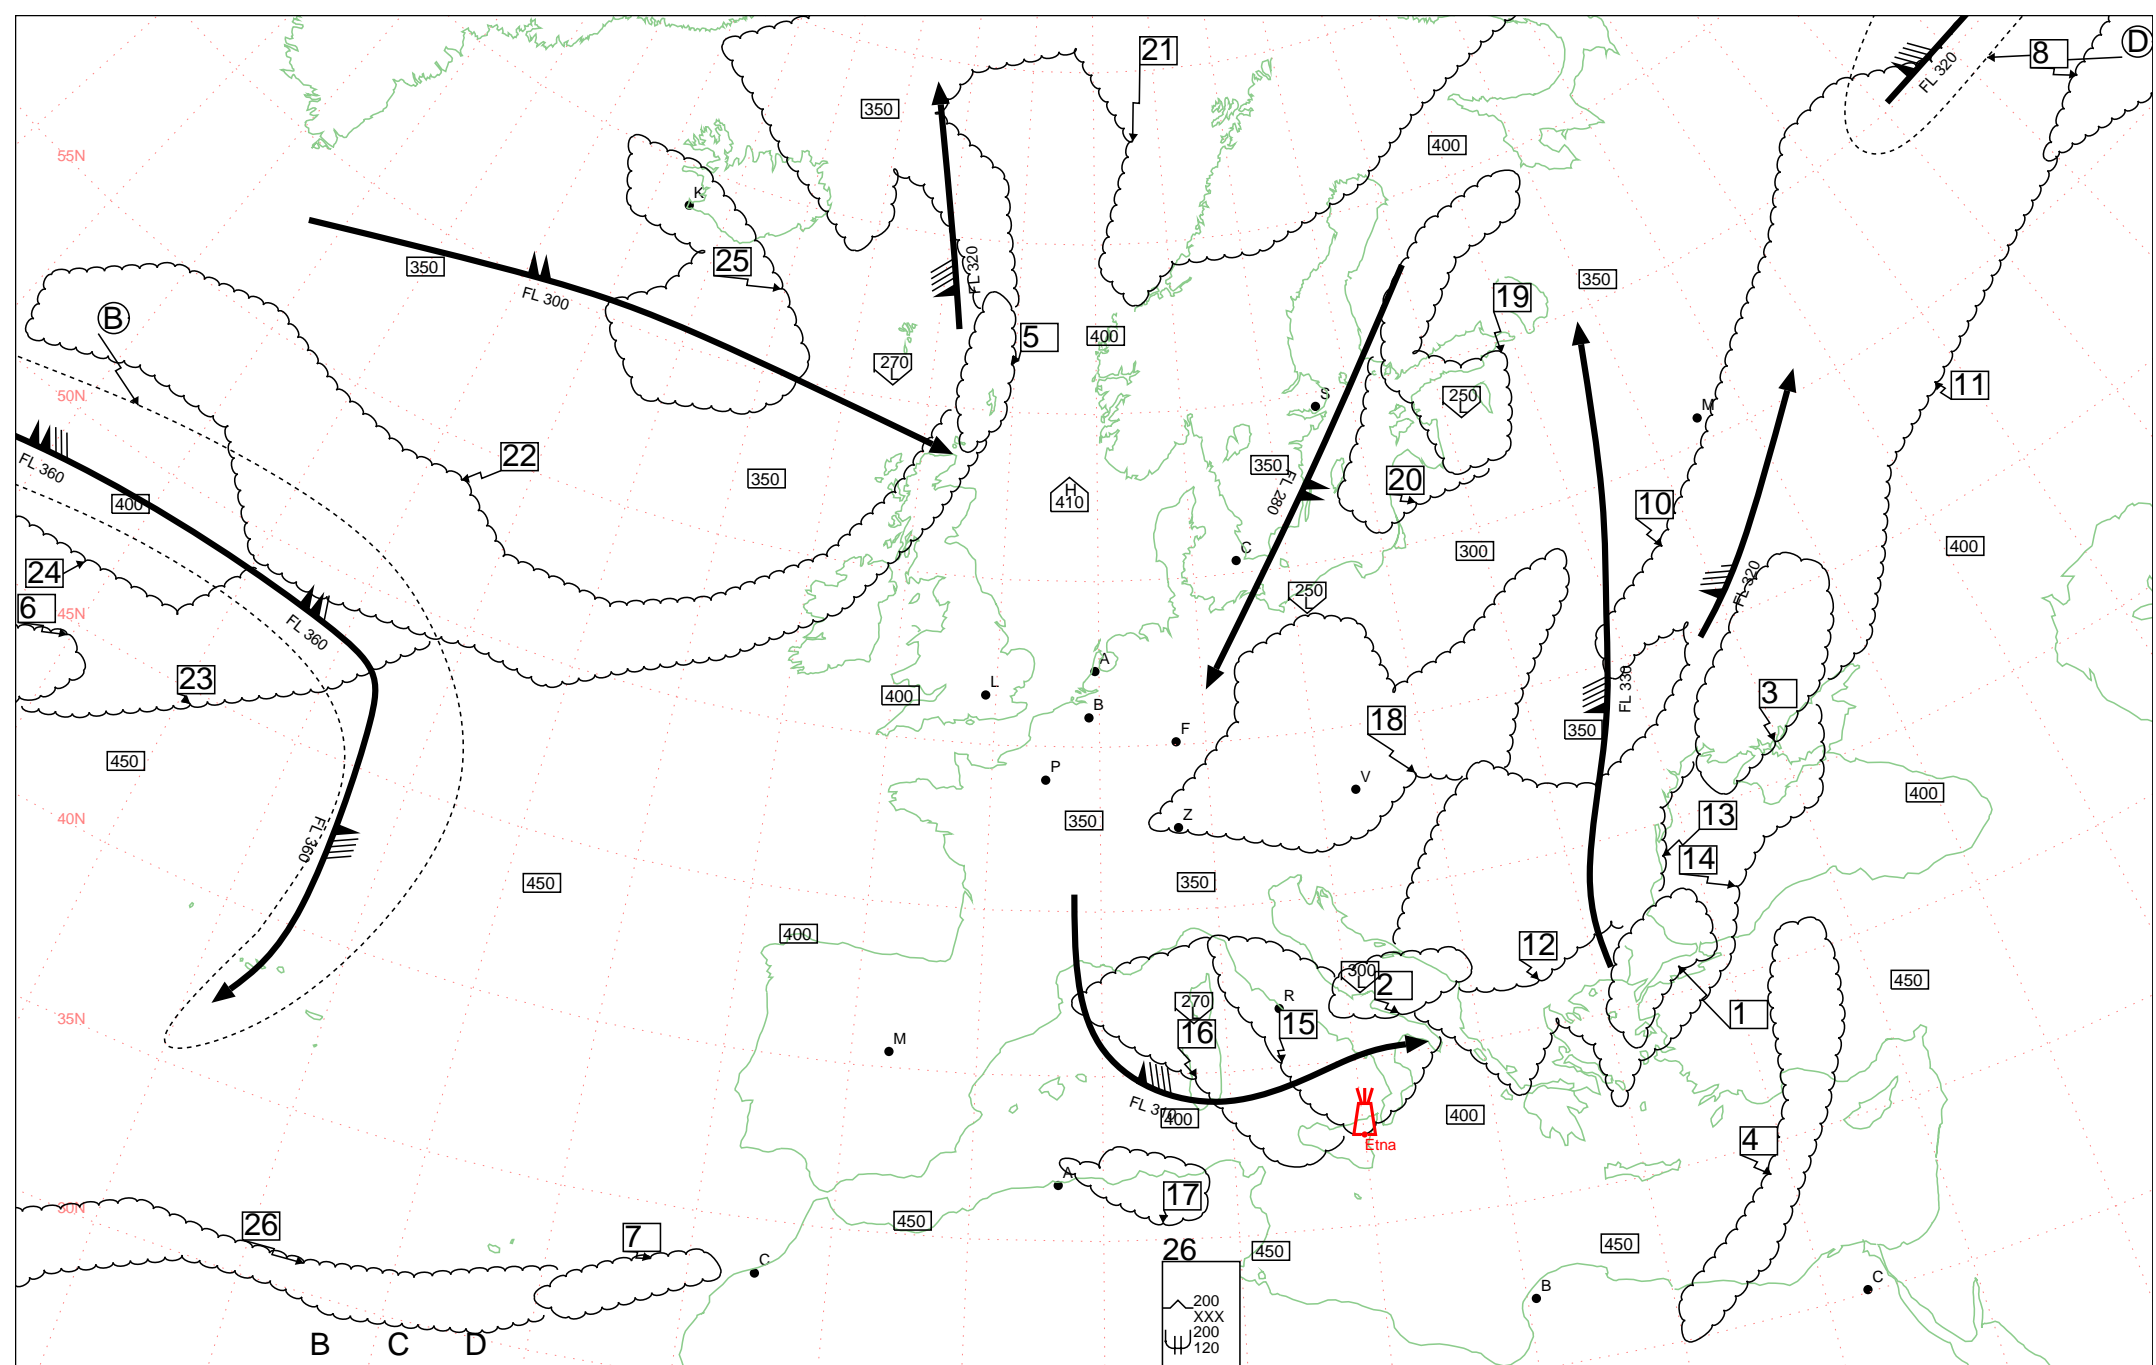 21
8
D
FL 320
350
55N
400
K
25
350
FL 300
FL 320
B
19
350
5
400
270
L
50N
250
L
11
S
M
FL 360
22
350
350
20
H
410
FL 280
10
400
C
300
400
24
6
45N
FL 360
250
L
FL 320
A
23
L
400
B
18
FL 330
3
350
F
450
P
V
400
40N
350
Z
13
FL 360
14
450
350
400
12
300
L
2
450
270
L
R
35N
16
15
1
M
FL 310
400
400
Etna
4
A
17
30N
26
7
450
26
450
450
C
B
C
200
XXX
200
120
B C D